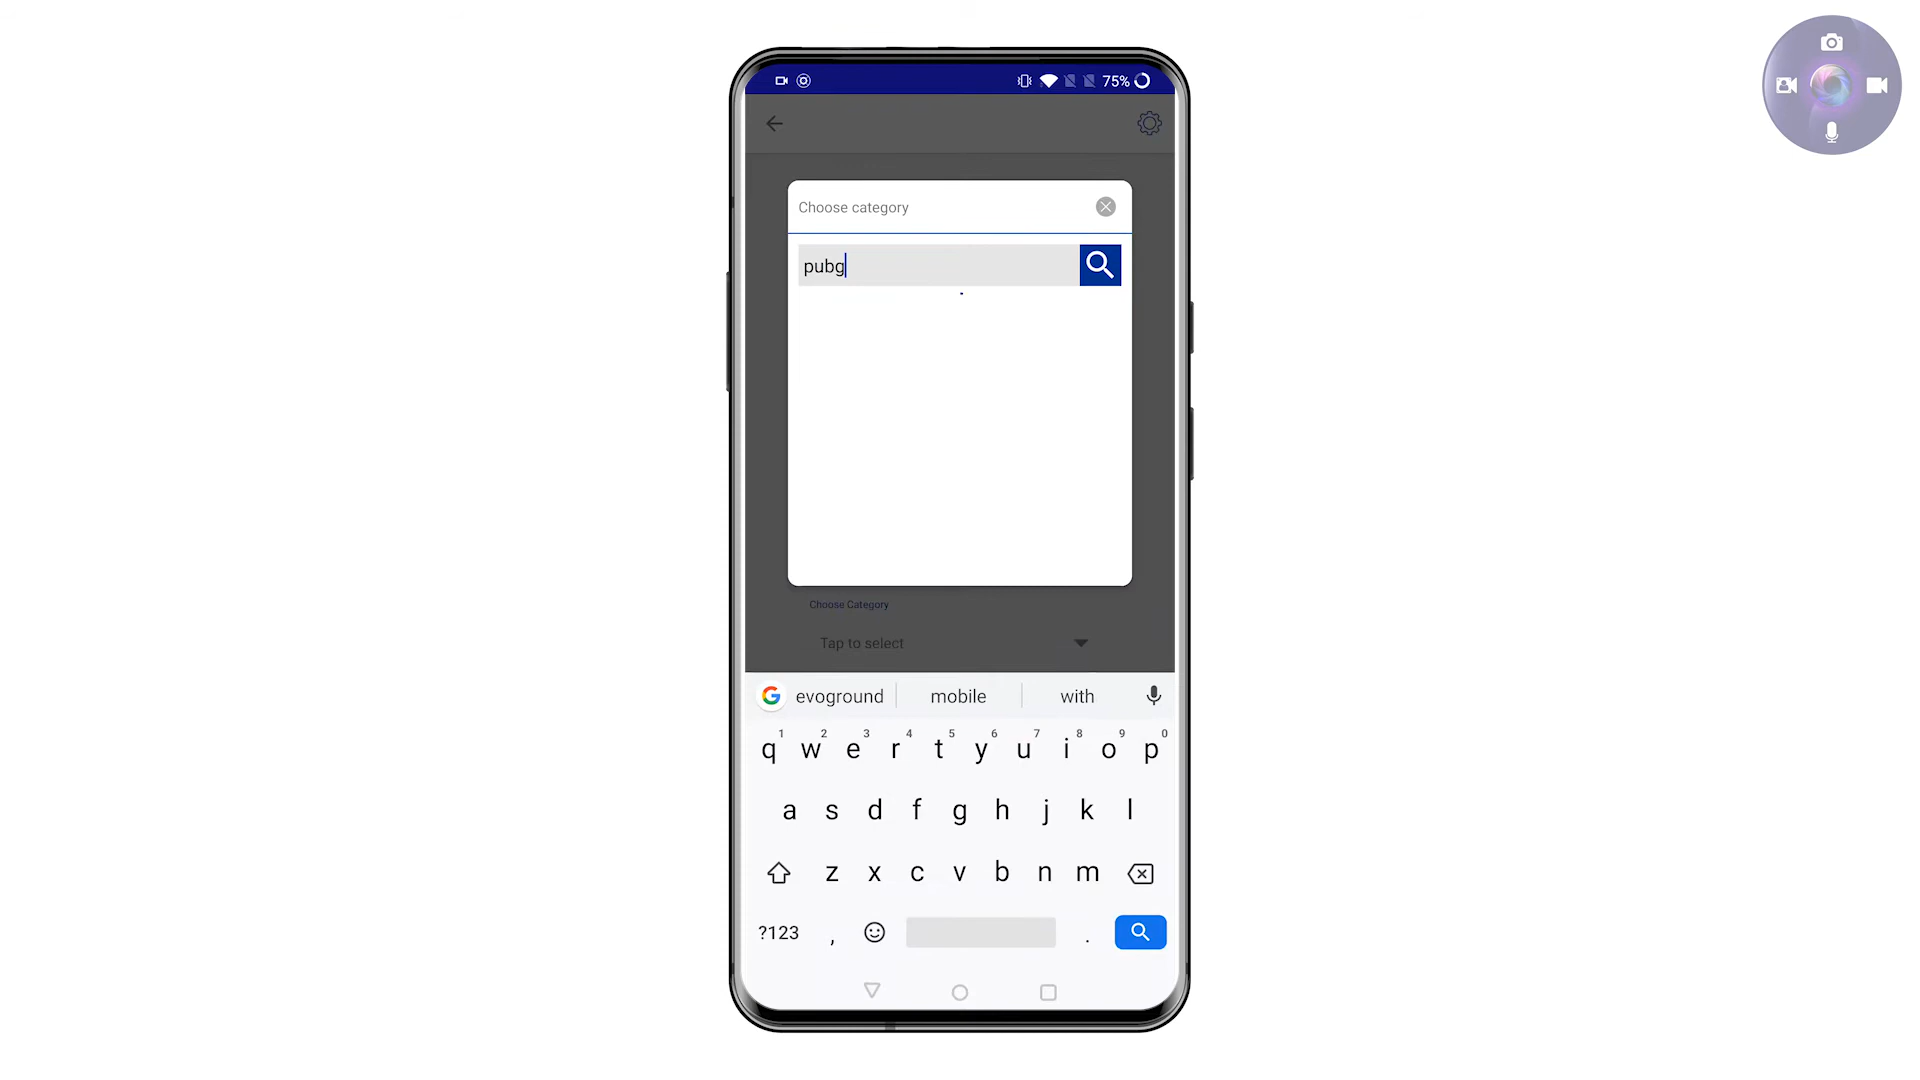 75%
Choose category
pubg
Choose Category
Tap to select
G evoground mobile with
1 2 3 4 5 6 7 8 9 0
q w e r t y u i o p
a s d f g h j k l
z x c v b n m
?123 , .